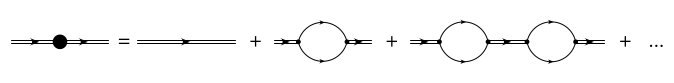 = + + + ...